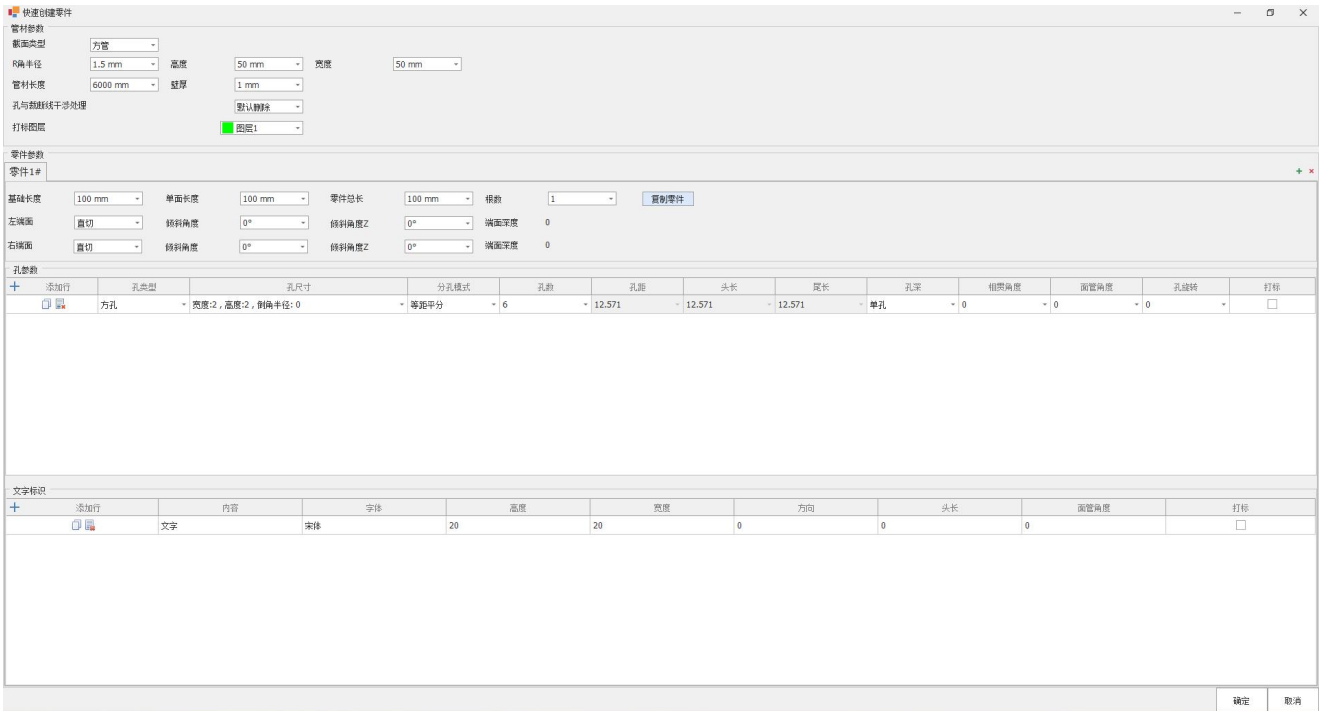 快速创建零件
管材参数
截面类型 方管
R角半径 1.5 mm 高度 50 mm 宽度 50 mm
管材长度 6000 mm 壁厚 1 mm
孔与裁断线干涉处理 默认删除
打标图层 图层1
零件参数
零件1#
基础长度 100 mm 单面长度 100 mm 零件总长 100 mm 根数 1 复制零件
左端面 直切 倾斜角度 0° 倾斜角度Z 0° 端面深度 0
右端面 直切 倾斜角度 0° 倾斜角度Z 0° 端面深度 0
孔参数
添加行 孔类型 孔尺寸 分孔模式 孔数 孔距 头长 尾长 孔深 相贯角度 面管角度 孔旋转 打标
方孔 宽度:2 , 高度:2 , 倒角半径: 0 等距平分 6 12.571 12.571 12.571 单孔 0 0 0
文字标识
添加行 内容 字体 高度 宽度 方向 头长 面管角度 打标
文字 宋体 20 20 0 0 0
确定 取消